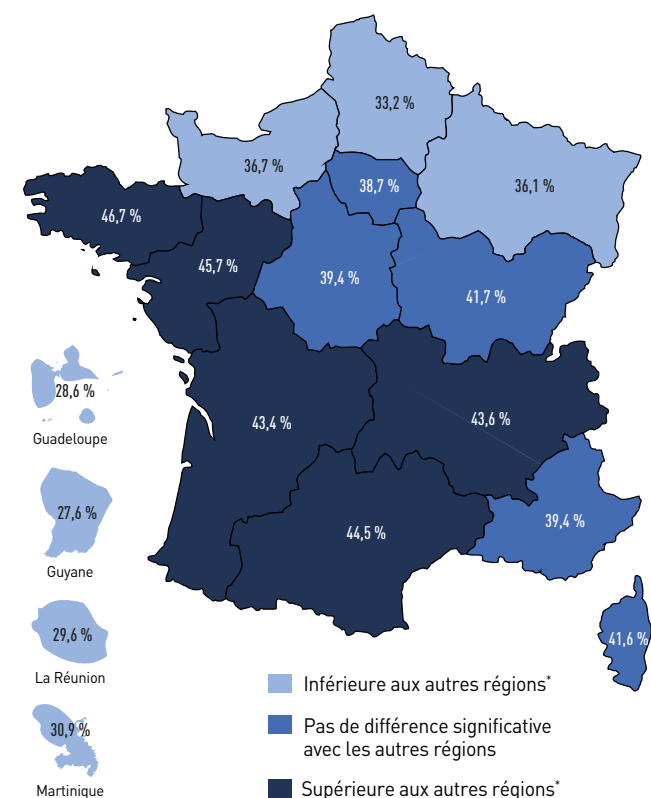 33,2 %
36,7 %
36,1 %
38,7 %
46,7 %
45,7 %
39,4 %
41,7 %
28,6 %
Guadeloupe
43,4 %
43,6 %
27,6 %
Guyane
44,5 %
39,4 %
29,6 %
La Réunion
41,6 %
30,9 %
Martinique
Inférieure aux autres régions*
Pas de différence significative
avec les autres régions
Supérieure aux autres régions*